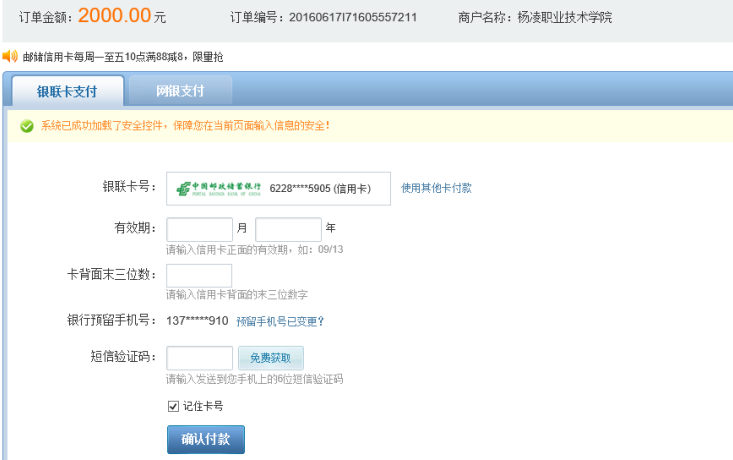 订单金额：2000.00元 订单编号：20160617I71605557211 商户名称：杨凌职业技术学院
邮储信用卡每周一至五10点满88减8，限量抢
银联卡支付 网银支付
系统已成功加载了安全控件，保障您在当前页面输入信息的安全！
银联卡号： 中国邮政储蓄银行 POSTAL SAVINGS BANK OF CHINA 6228****5905 (信用卡) 使用其他卡付款
有效期： 月 年
请输入信用卡正面的有效期，如：09/13
卡背面末三位数：
请输入信用卡背面的末三位数字
银行预留手机号： 137*****910 预留手机号已变更？
短信验证码： 免费获取
请输入发送到您手机上的6位短信验证码
记住卡号
确认付款